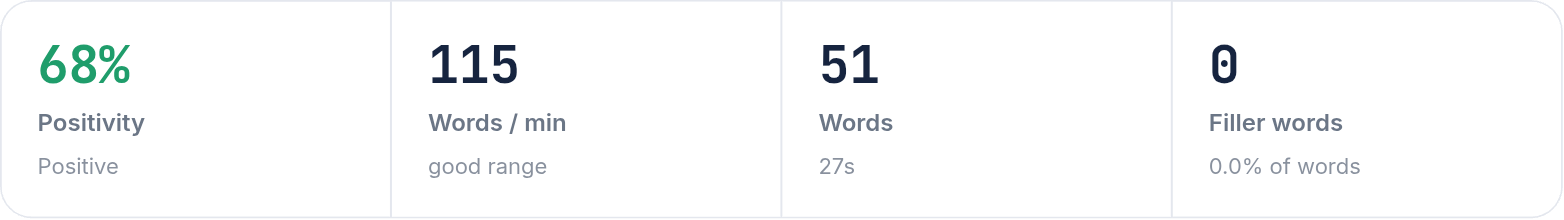 68%
Positivity
Positive
115
Words / min
good range
51
Words
27s
0
Filler words
0.0% of words